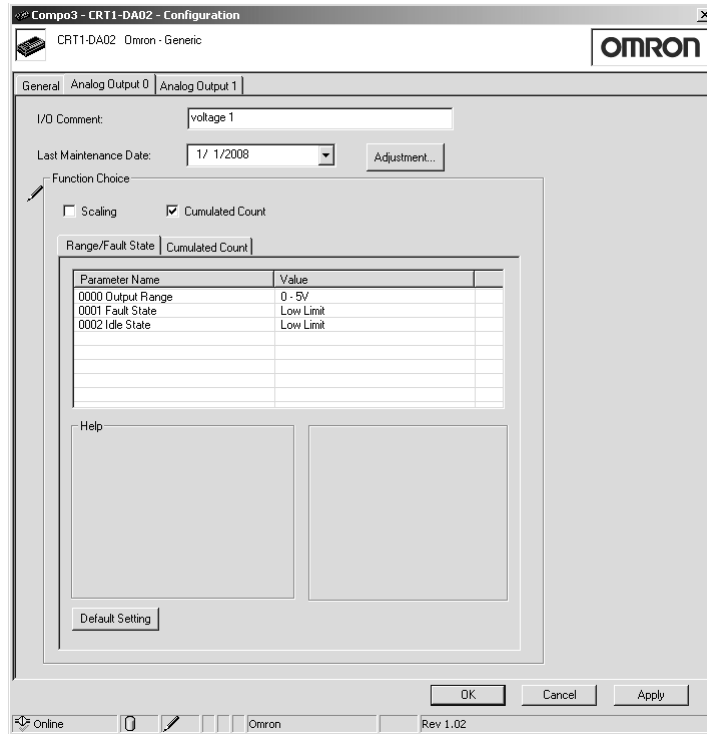 Compo3 - CRT1-DA02 - Configuration
CRT1-DA02 Omron - Generic
OMRON
General Analog Output 0 Analog Output 1
I/O Comment: voltage 1
Last Maintenance Date: 1/ 1/2008 Adjustment...
Function Choice
Scaling Cumulated Count
Range/Fault State Cumulated Count
Parameter Name Value
0000 Output Range 0 - 5V
0001 Fault State Low Limit
0002 Idle State Low Limit
Help
Default Setting
OK Cancel Apply
Online Omron Rev 1.02